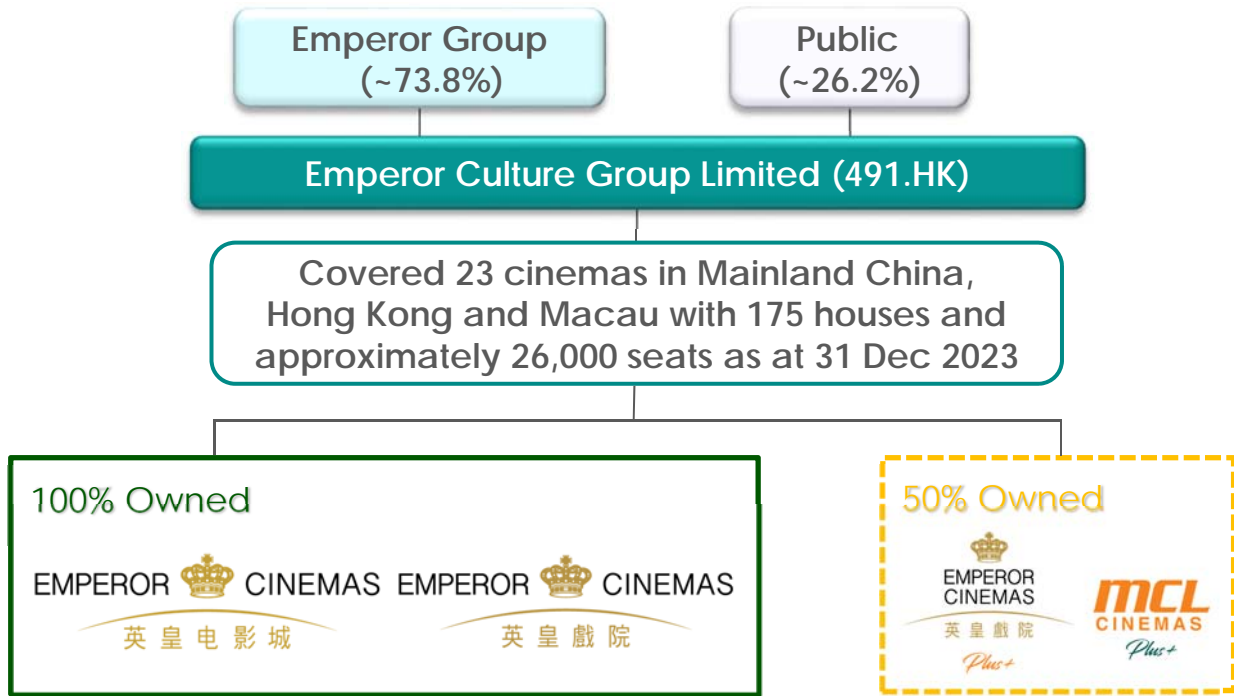 Emperor Group
(~73.8%)
Public
(~26.2%)
Emperor Culture Group Limited (491.HK)
Covered 23 cinemas in Mainland China,
Hong Kong and Macau with 175 houses and
approximately 26,000 seats as at 31 Dec 2023
100% Owned
EMPEROR CINEMAS
英皇电影城
EMPEROR CINEMAS
英皇戲院
50% Owned
EMPEROR
CINEMAS
英皇戲院
Plus+
MCL
CINEMAS
Plus+